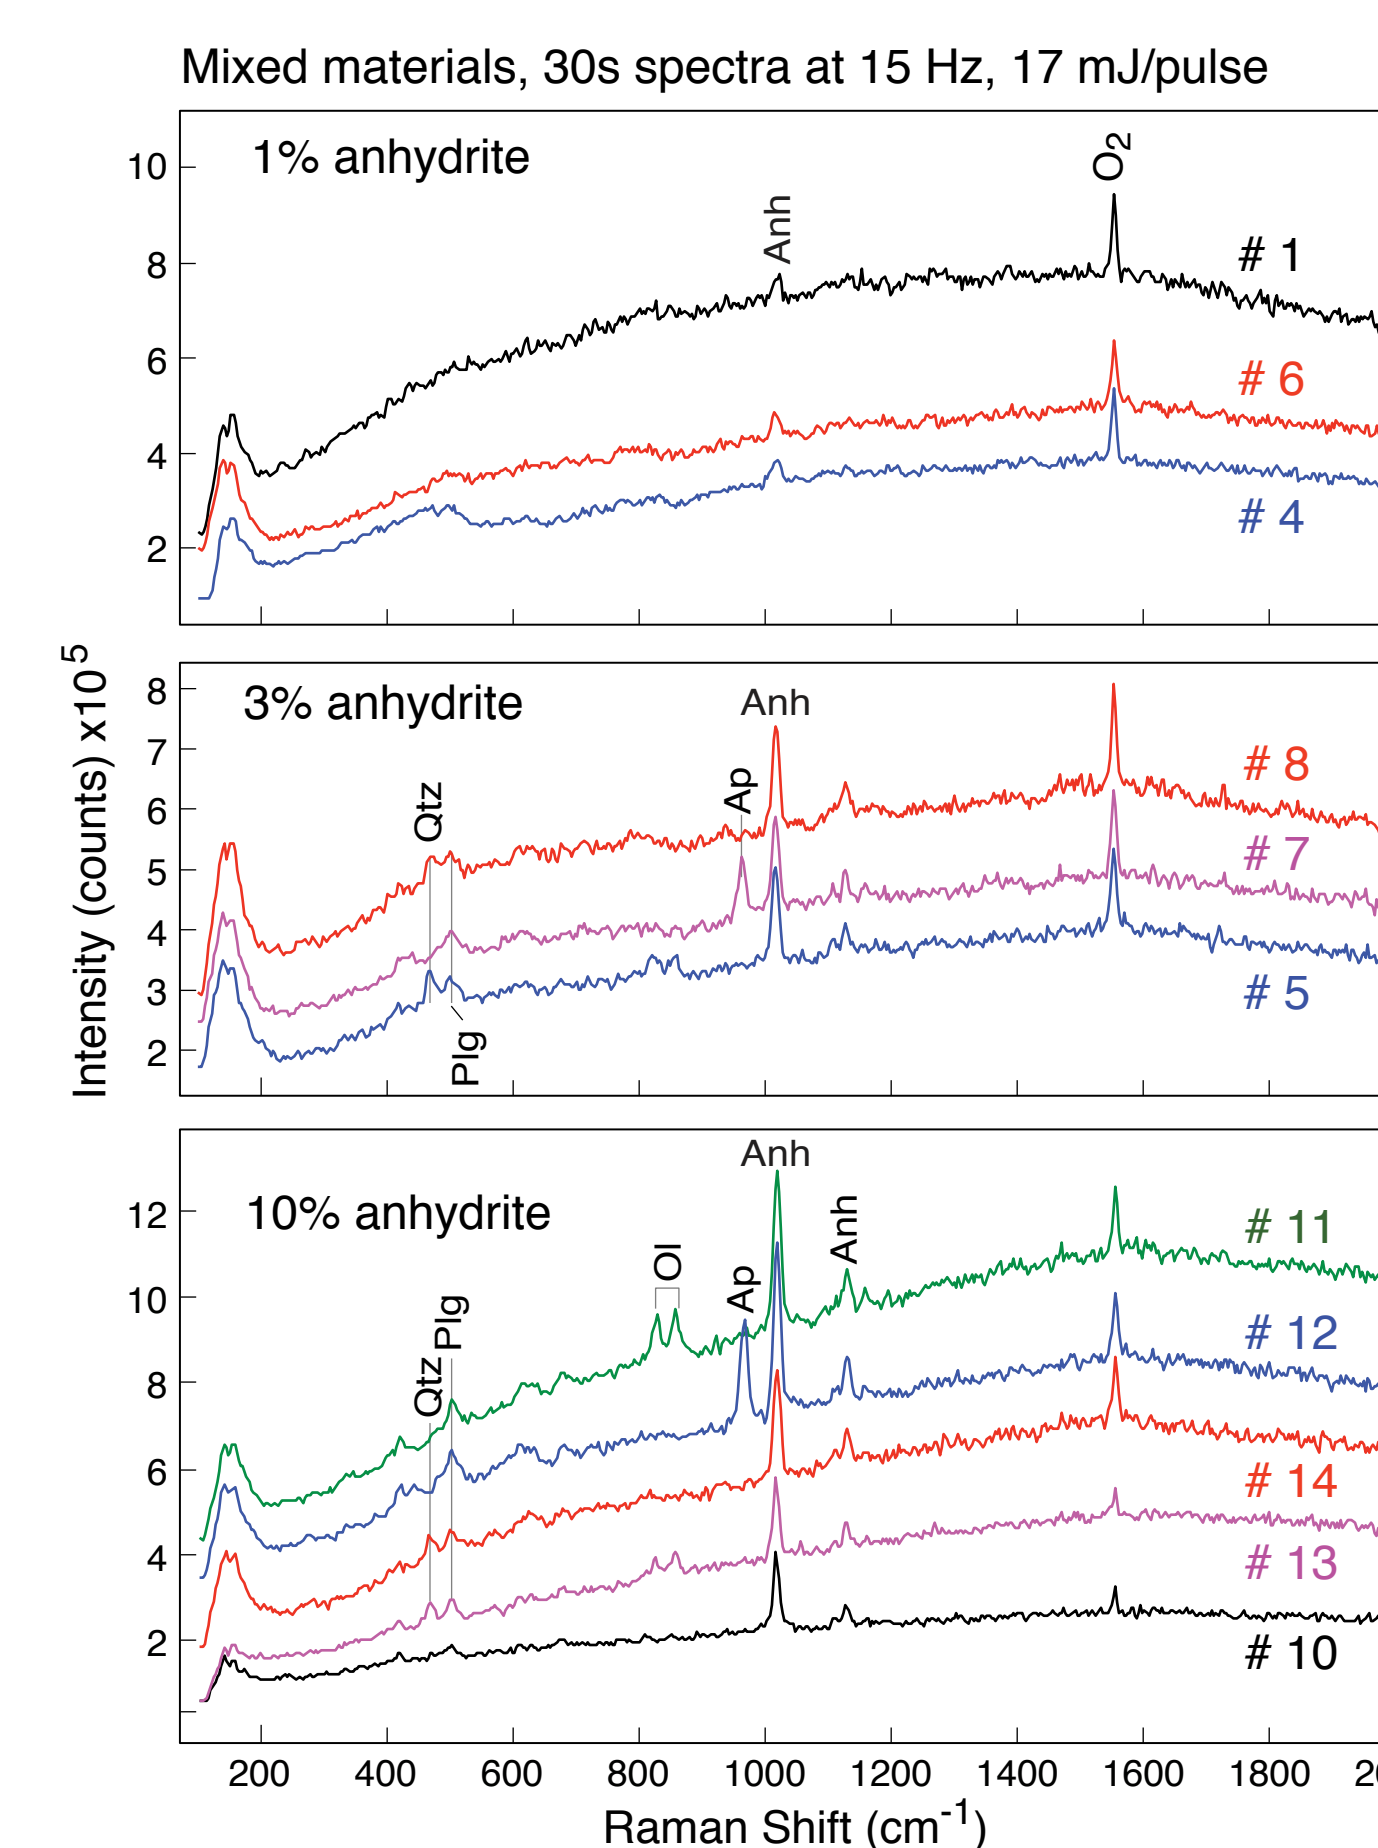 Mixed materials, 30s spectra at 15 Hz, 17 mJ/pulse
1% anhydrite
O2
Anh
# 1
# 6
# 4
10
8
6
4
2
Intensity (counts) x10^5
3% anhydrite
Anh
Ap
Qtz
Plg
# 8
# 7
# 5
8
7
6
5
4
3
2
10% anhydrite
Anh
Anh
Ol
Ap
Plg
Qtz
# 11
# 12
# 14
# 13
# 10
12
10
8
6
4
2
200 400 600 800 1000 1200 1400 1600 1800
Raman Shift (cm-1)